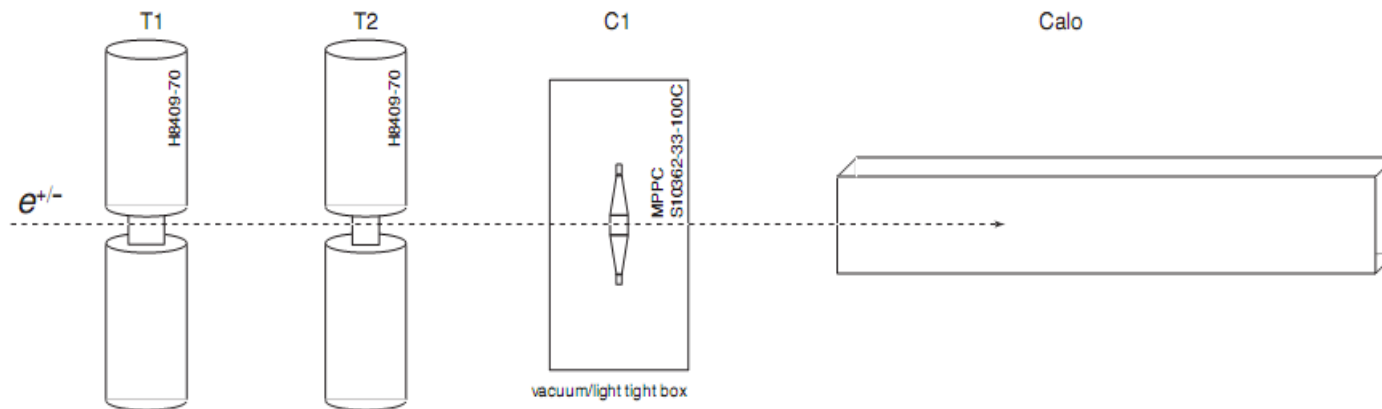 T1
T2
C1
Calo
H8409-70
H8409-70
MPPC
S10362-33-100C
e+/−
vacuum/light tight box